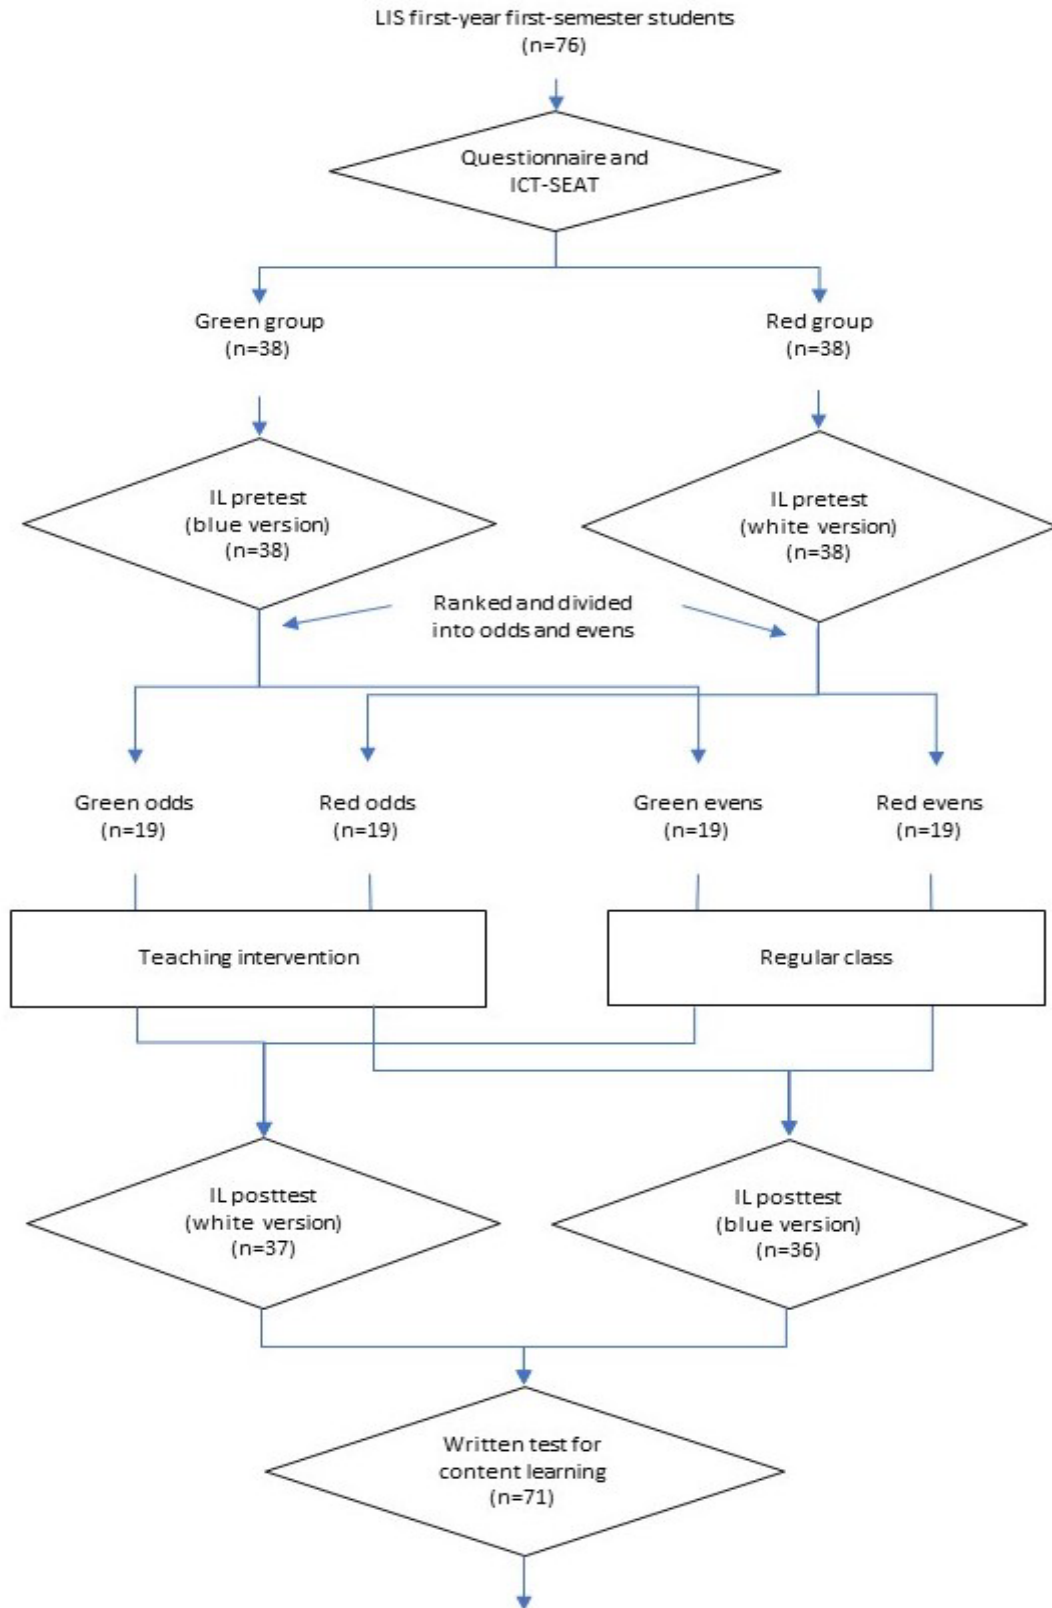 LIS first-year first-semester students
(n=76)
Questionnaire and
ICT-SEAT
Green group
(n=38)
Red group
(n=38)
IL pretest
(blue version)
(n=38)
IL pretest
(white version)
(n=38)
Ranked and divided
into odds and evens
Green odds
(n=19)
Red odds
(n=19)
Green evens
(n=19)
Red evens
(n=19)
Teaching intervention
Regular class
IL posttest
(white version)
(n=37)
IL posttest
(blue version)
(n=36)
Written test for
content learning
(n=71)